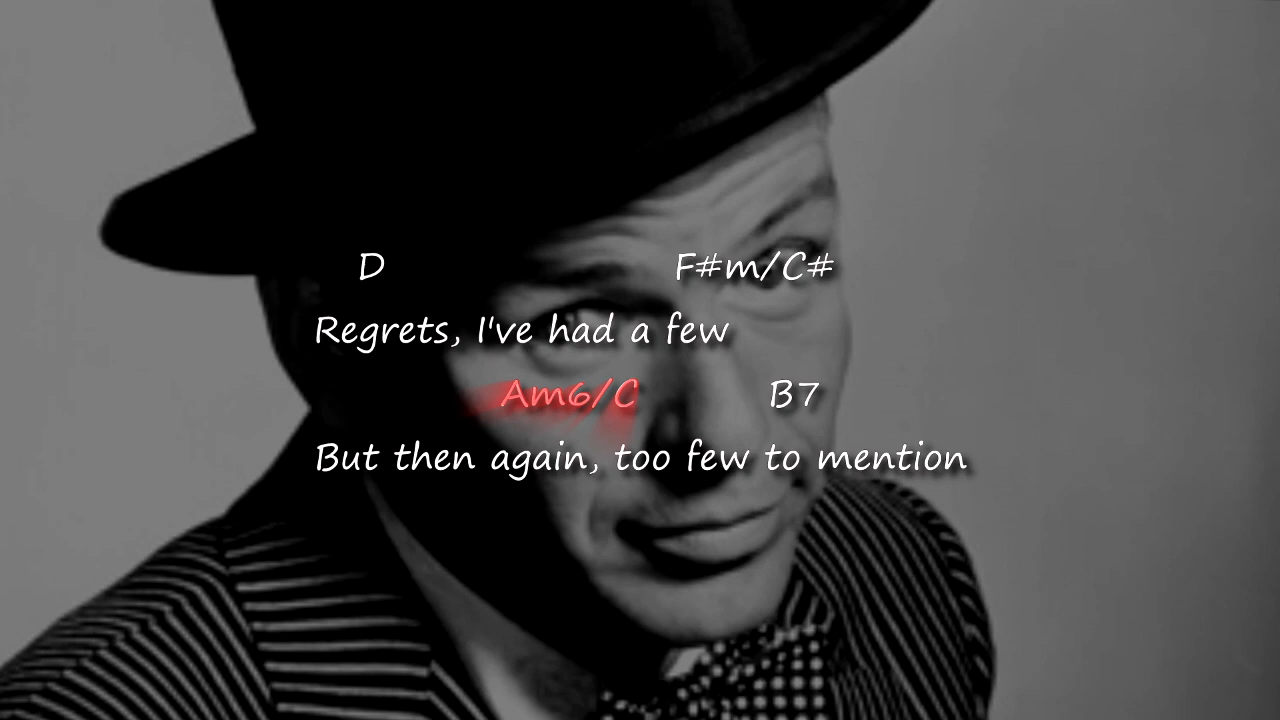 D F#m/C#
Regrets, I've had a few
Am6/C B7
But then again, too few to mention